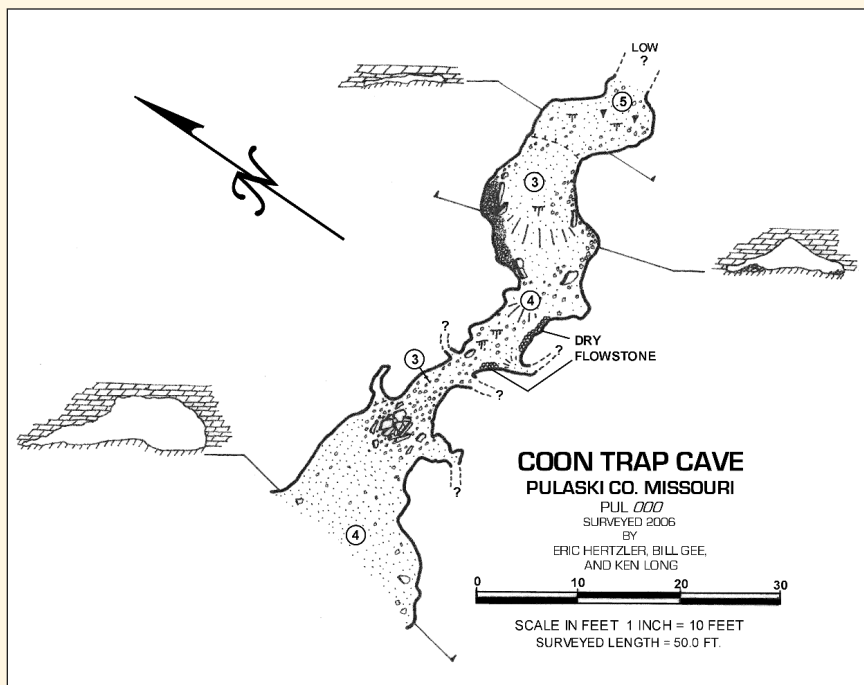 LOW
?
.5
3
4
3
?
DRY
FLOWSTONE
?
?
?
4
N
COON TRAP CAVE
PULASKI CO. MISSOURI
PUL 000
SURVEYED 2006
BY
ERIC HERTZLER, BILL GEE,
AND KEN LONG
0 10 20 30
SCALE IN FEET 1 INCH = 10 FEET
SURVEYED LENGTH = 50.0 FT.